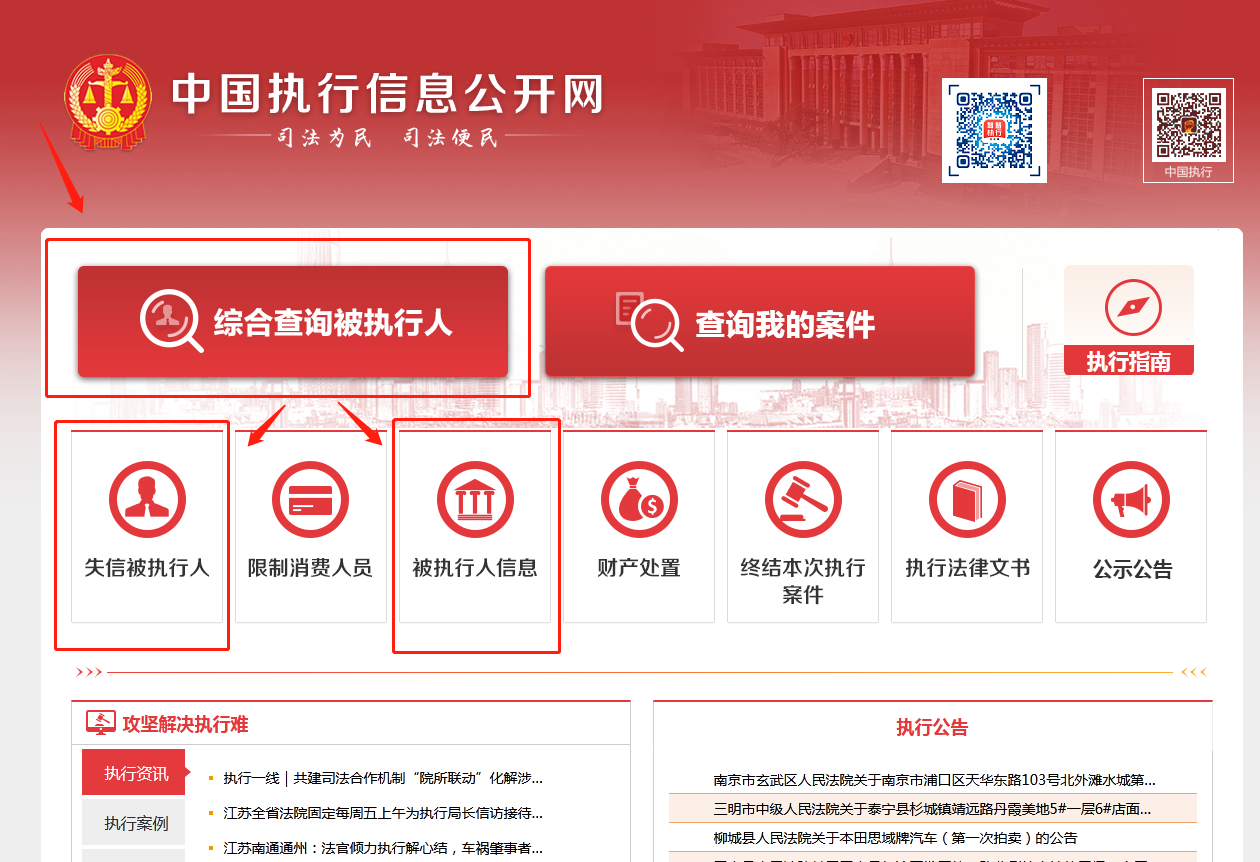 中国执行信息公开网
司法为民 司法便民
中国执行
综合查询被执行人
查询我的案件
执行指南
失信被执行人
限制消费人员
被执行人信息
财产处置
终结本次执行
案件
执行法律文书
公示公告
攻坚解决执行难
执行资讯
执行案例
执行一线 | 共建司法合作机制“院所联动”化解涉...
江苏全省法院固定每周五上午为执行局长信访接待...
江苏南通通州：法官倾力执行解心结，车祸肇事者...
执行公告
南京市玄武区人民法院关于南京市浦口区天华东路103号北外滩水城第...
三明市中级人民法院关于泰宁县杉城镇靖远路丹霞美地5#一层6#店面...
柳城县人民法院关于本田思域牌汽车（第一次拍卖）的公告